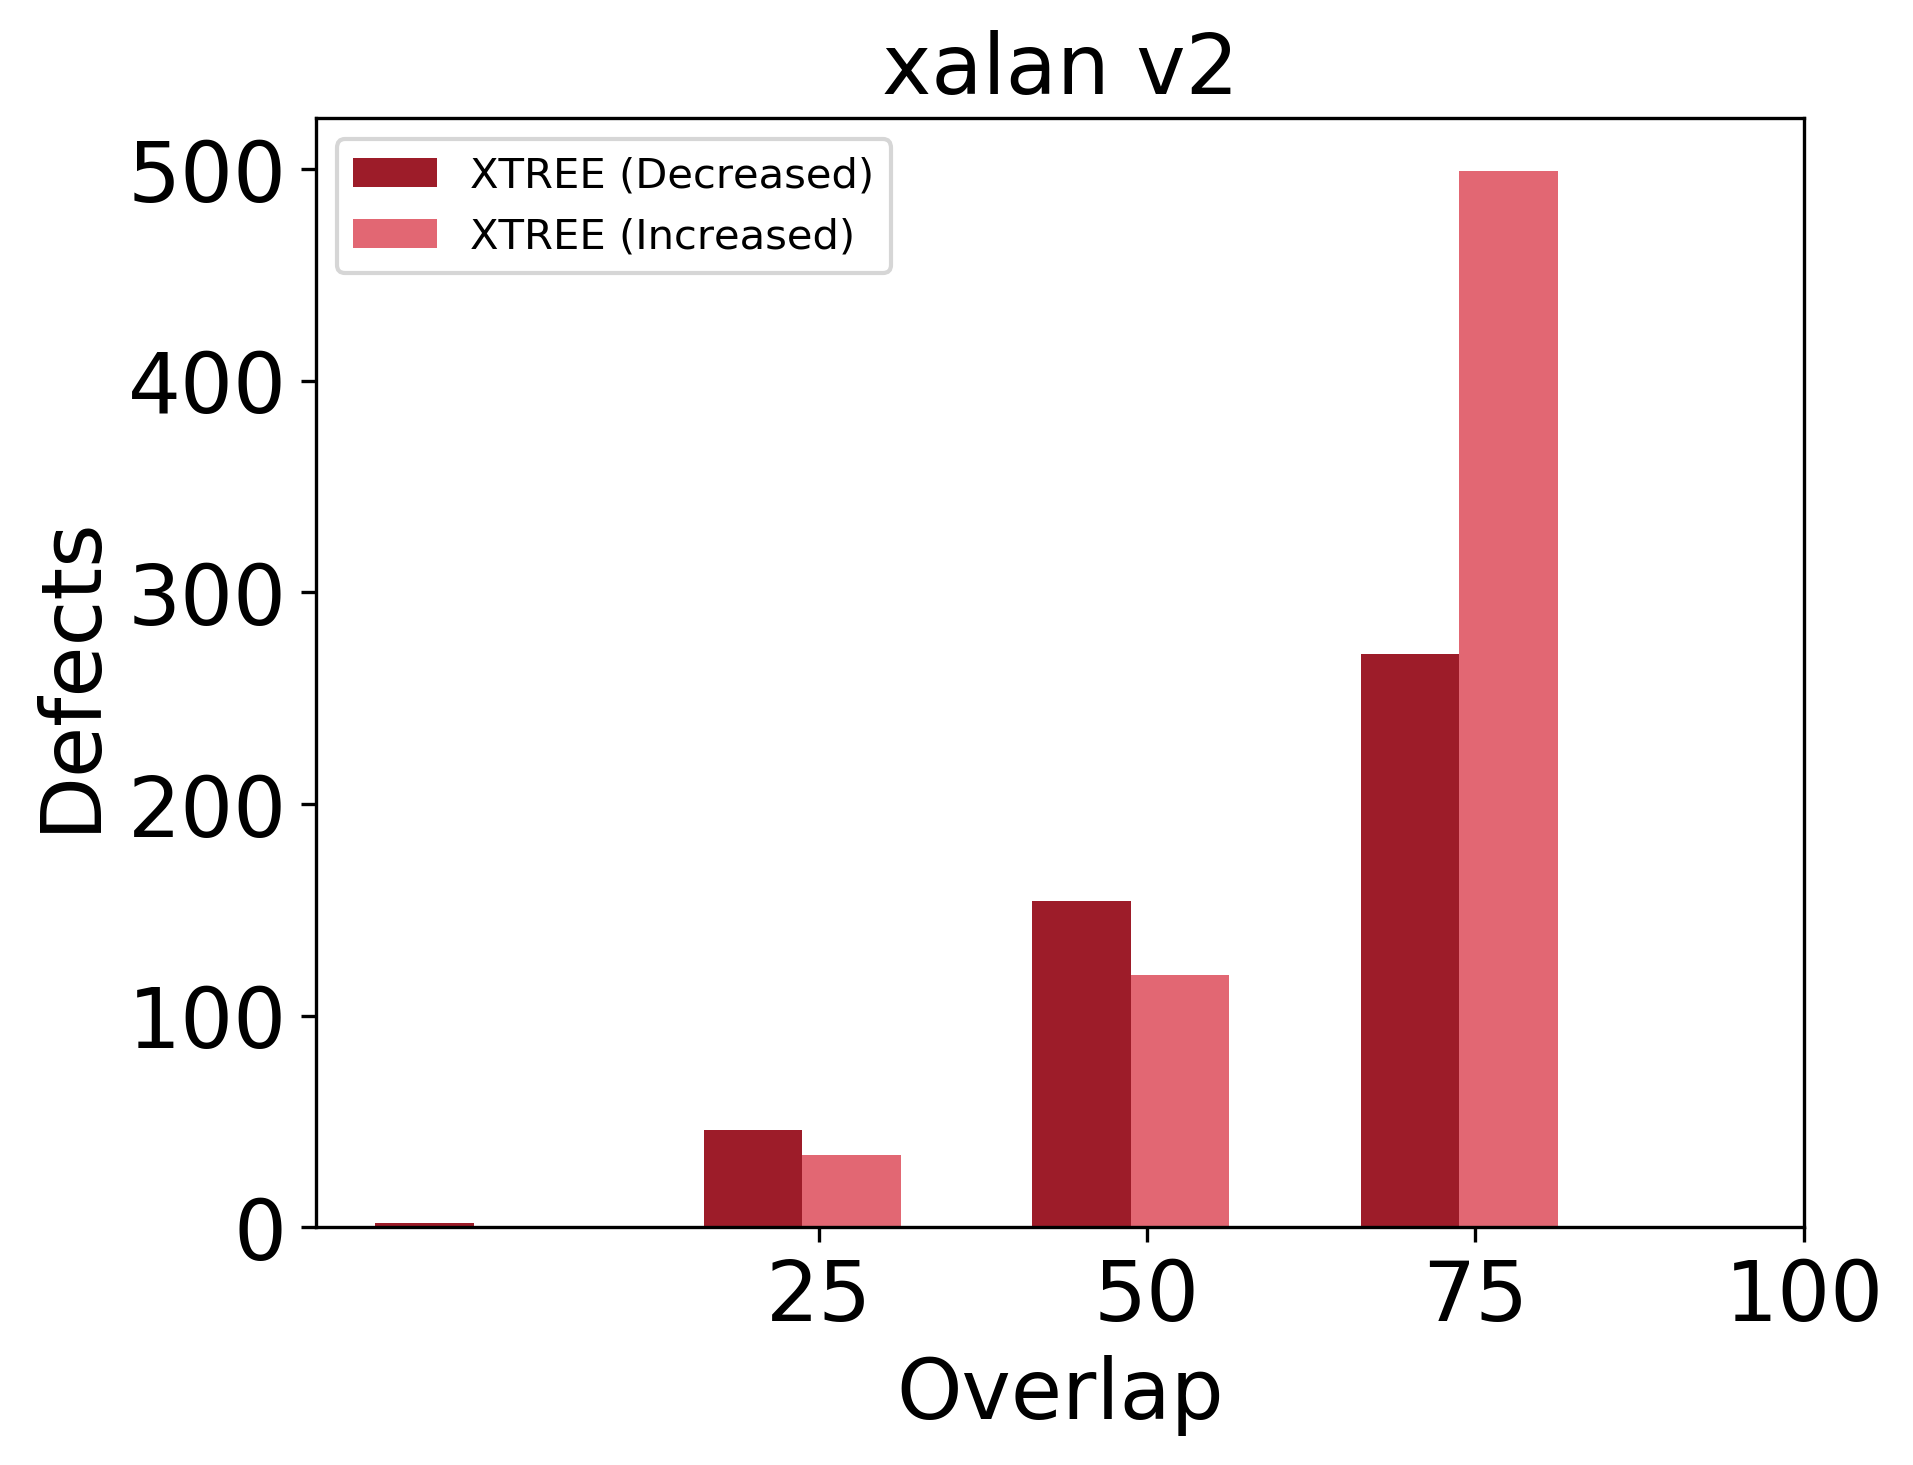 xalan v2
XTREE (Decreased)
XTREE (Increased)
500
400
300
200
100
0
Defects
25 50 75 100
Overlap